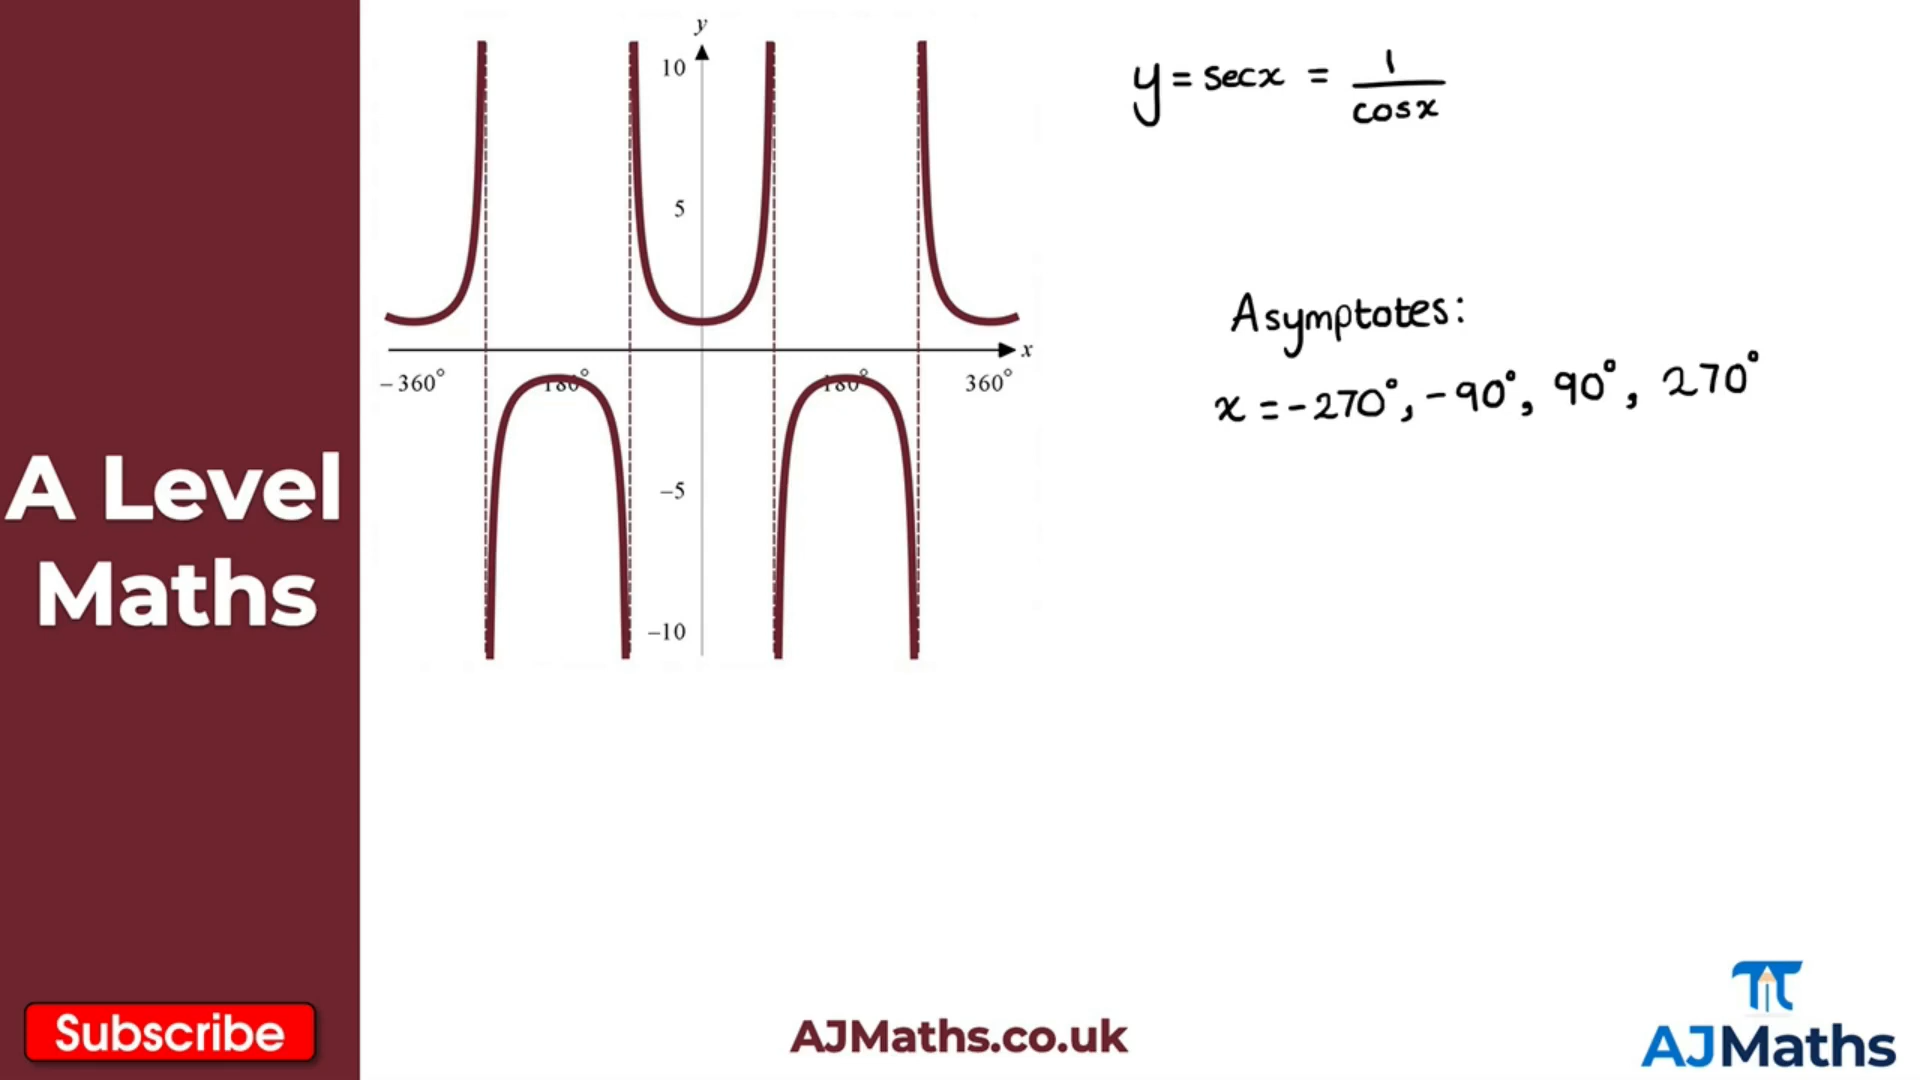 A Level
Maths
Subscribe
y
10
5
-360°
180°
180°
360°
x
-5
-10
y = secx = 1/cosx
Asymptotes:
x = -270°, -90°, 90°, 270°
AJMaths.co.uk
AJMaths